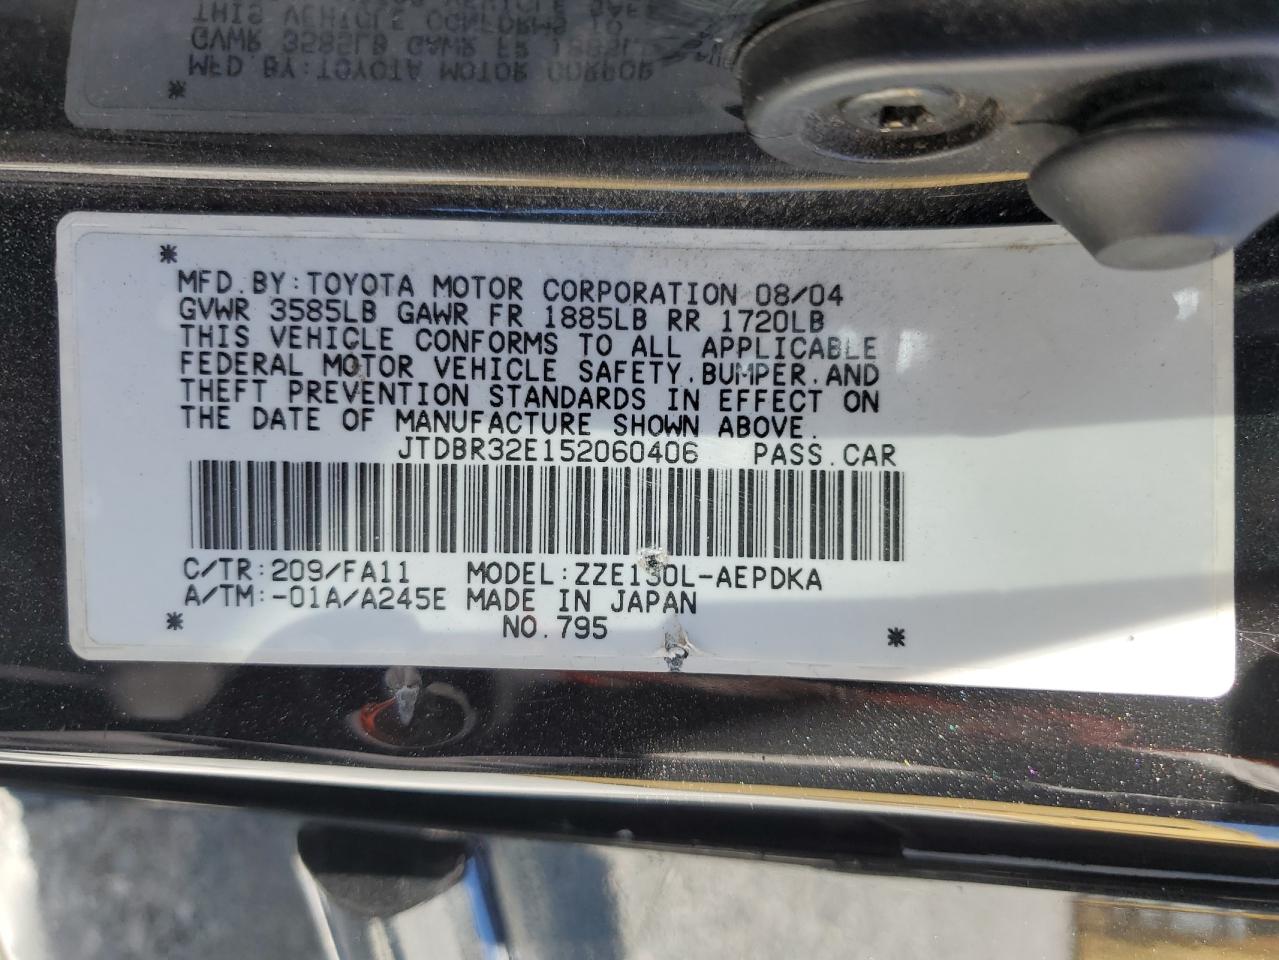 *
MFD.BY:TOYOTA MOTOR CORPORATION 08/04
GVWR 3585LB GAWR FR 1885LB RR 1720LB
THIS VEHICLE CONFORMS TO ALL APPLICABLE
FEDERAL MOTOR VEHICLE SAFETY,BUMPER,AND
THEFT PREVENTION STANDARDS IN EFFECT ON
THE DATE OF MANUFACTURE SHOWN ABOVE.
JTDBR32E152060406 PASS.CAR
C/TR:209/FA11 MODEL:ZZE130L-AEPDKA
A/TM:-01A/A245E MADE IN JAPAN
* NO.795 *